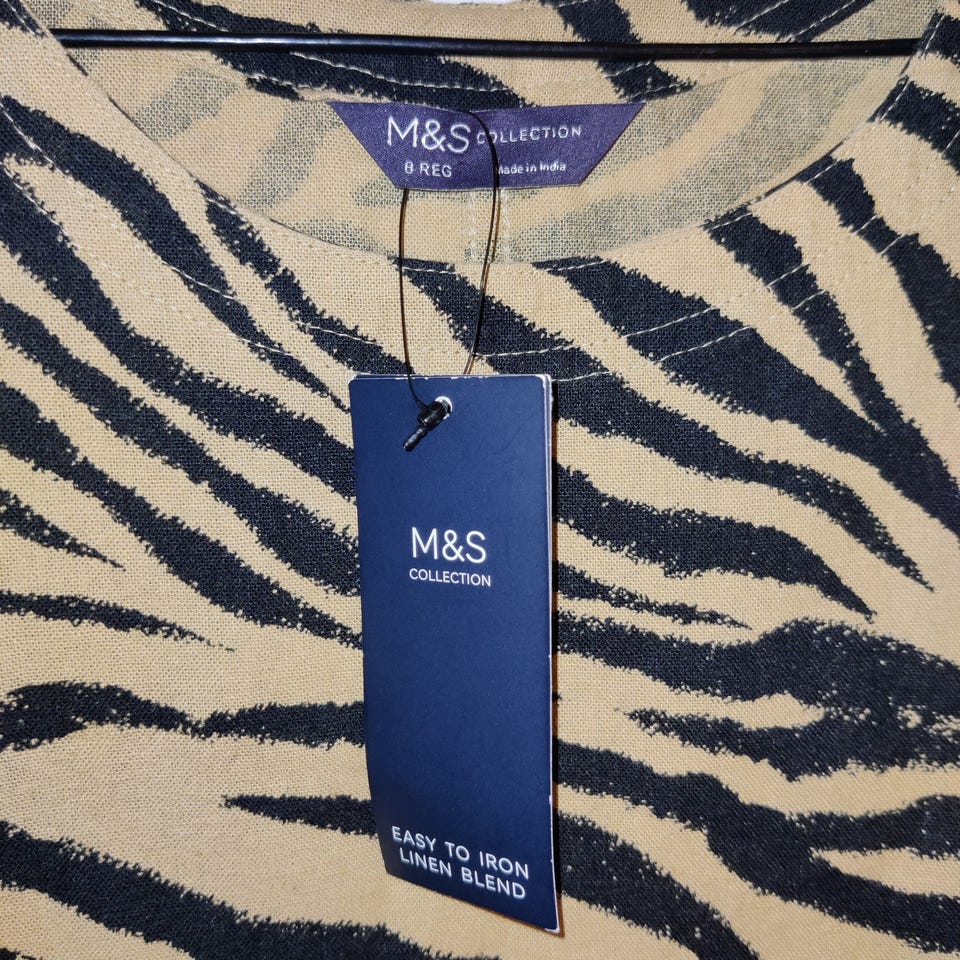 M&S COLLECTION
8 REG Made in India
M&S
COLLECTION
EASY TO IRON
LINEN BLEND